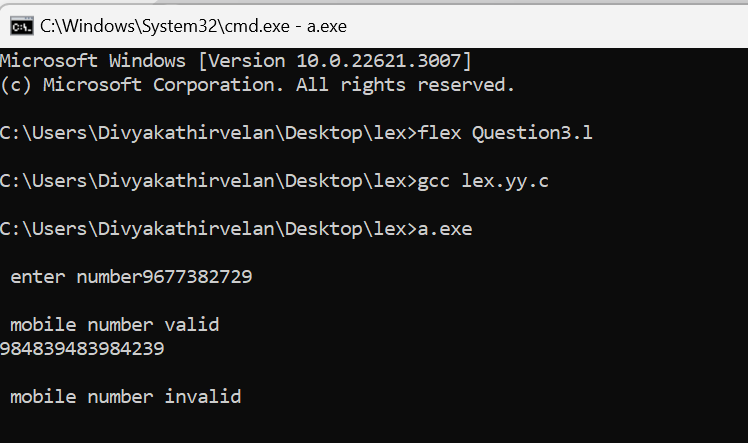 C:\Windows\System32\cmd.exe - a.exe
Microsoft Windows [Version 10.0.22621.3007]
(c) Microsoft Corporation. All rights reserved.
C:\Users\Divyakathirvelan\Desktop\lex>flex Question3.l
C:\Users\Divyakathirvelan\Desktop\lex>gcc lex.yy.c
C:\Users\Divyakathirvelan\Desktop\lex>a.exe
enter number9677382729
mobile number valid
984839483984239
mobile number invalid